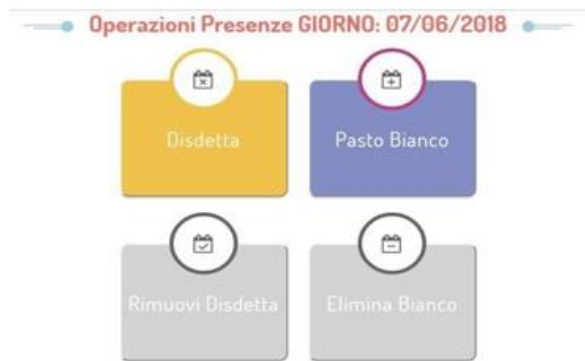 Operazioni Presenze GIORNO: 07/06/2018
Disdetta
Pasto Bianco
Rimuovi Disdetta
Elimina Bianco